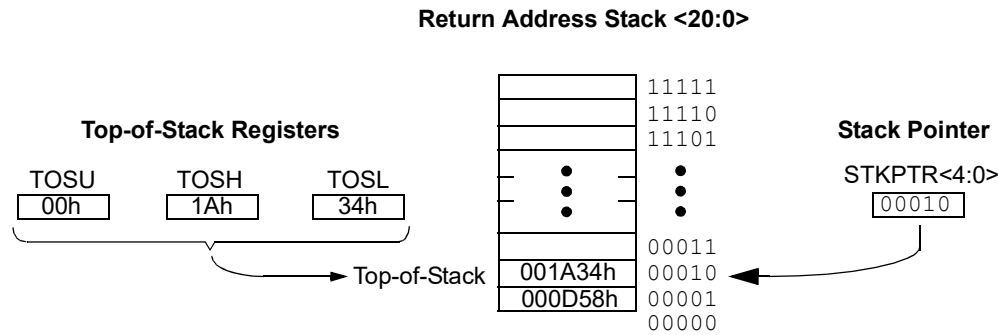 Return Address Stack <20:0>
Top-of-Stack Registers
TOSU TOSH TOSL
00h 1Ah 34h
11111
11110
11101
Stack Pointer
STKPTR<4:0>
00010
00011
Top-of-Stack 001A34h 00010
000D58h 00001
00000